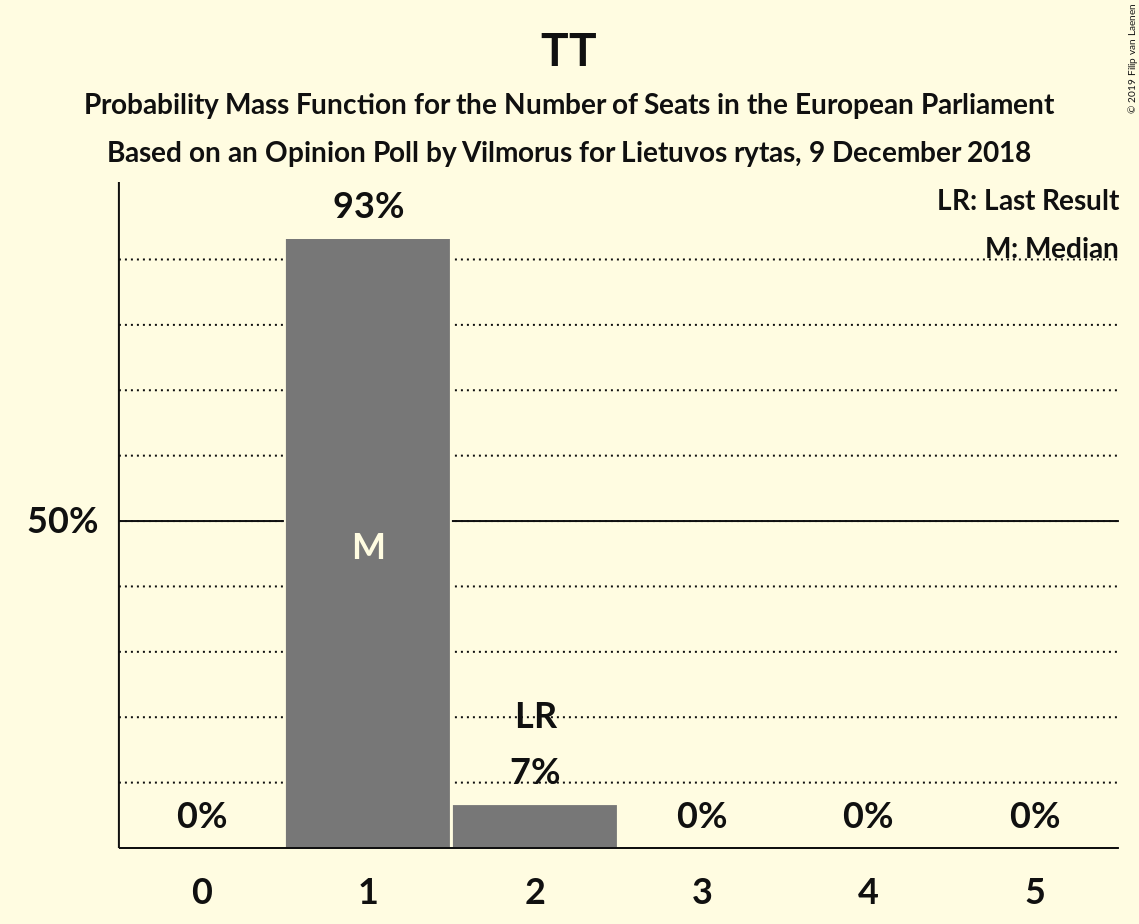 TT
Probability Mass Function for the Number of Seats in the European Parliament
Based on an Opinion Poll by Vilmorus for Lietuvos rytas, 9 December 2018
© 2019 Filip van Laenen
LR: Last Result
M: Median
93%
50%
M
LR
7%
0%
0%
0%
0%
0 1 2 3 4 5